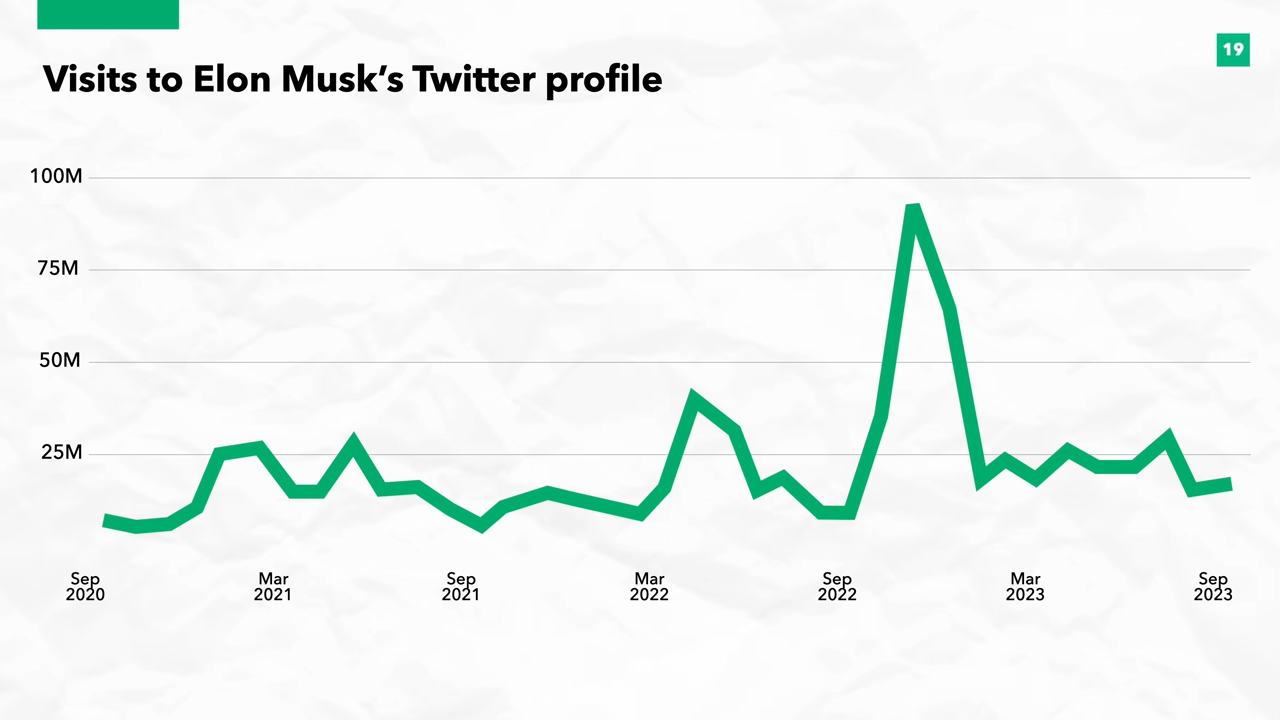 19
Visits to Elon Musk’s Twitter profile
100M
75M
50M
25M
Sep
2020
Mar
2021
Sep
2021
Mar
2022
Sep
2022
Mar
2023
Sep
2023